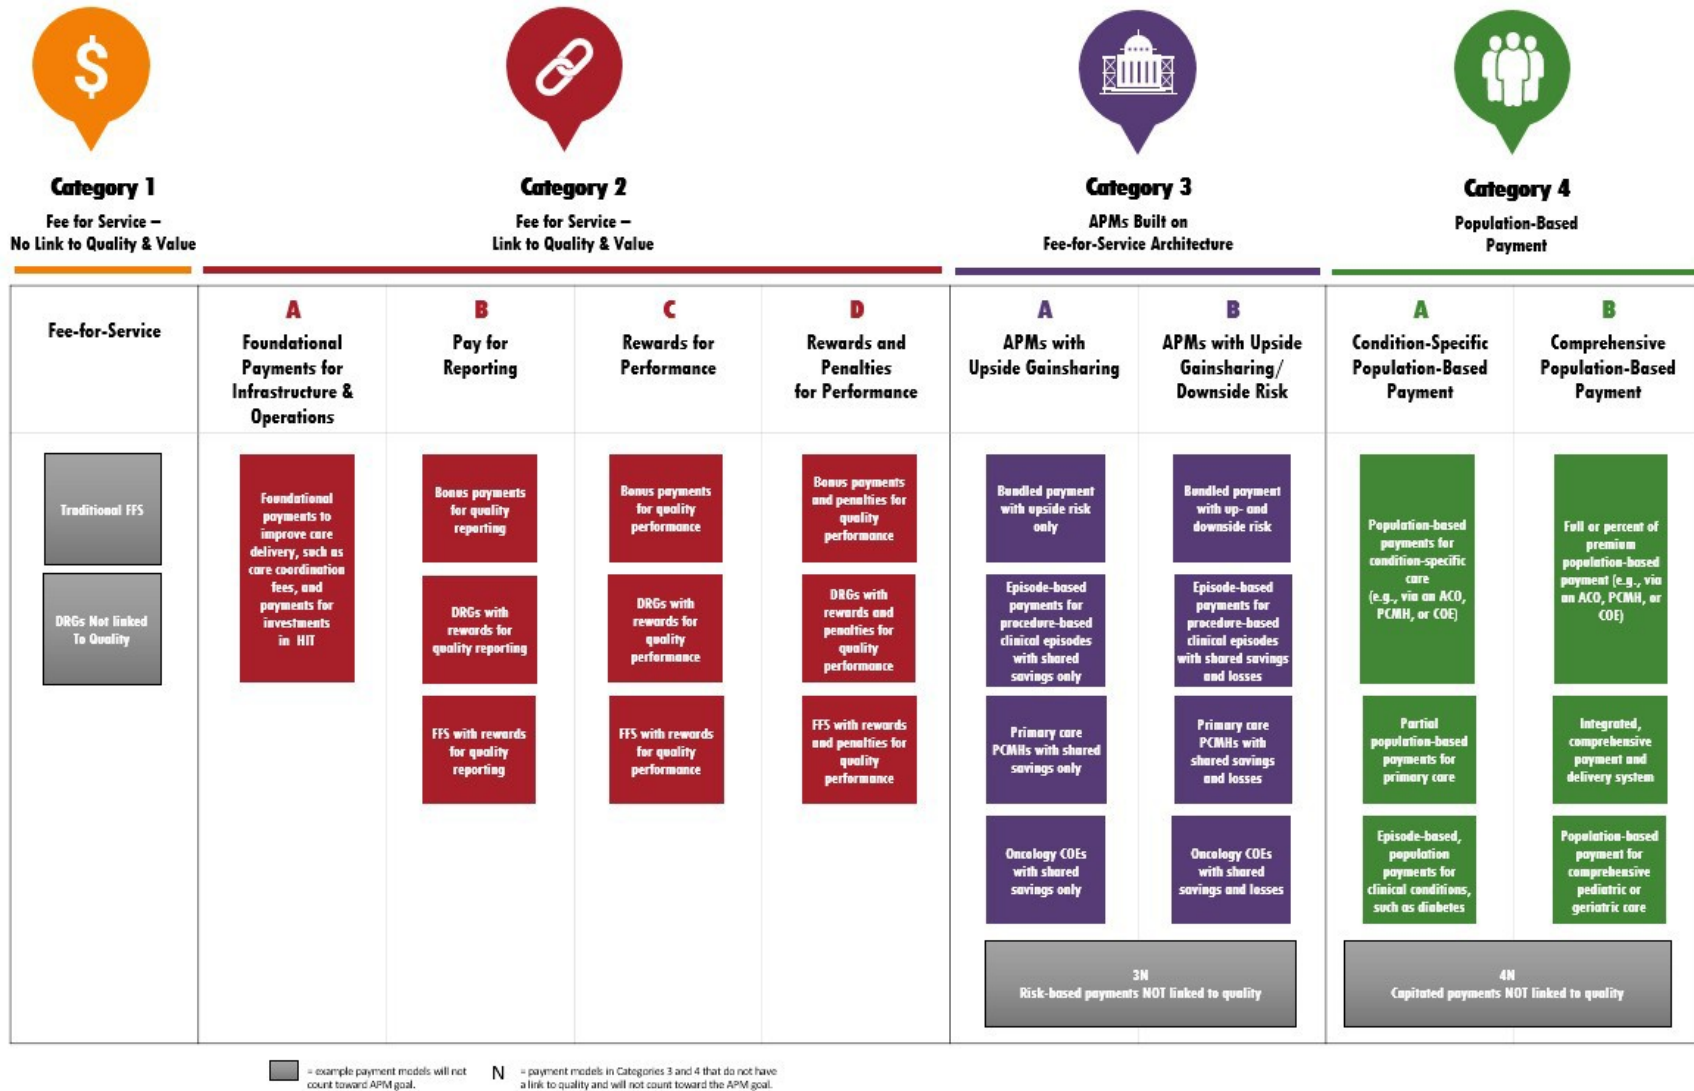 $
Category 1
Fee for Service –
No Link to Quality & Value
Category 2
Fee for Service –
Link to Quality & Value
Category 3
APMs Built on
Fee-for-Service Architecture
Category 4
Population-Based
Payment
Fee-for-Service
A
Foundational
Payments for
Infrastructure &
Operations
B
Pay for
Reporting
C
Rewards for
Performance
D
Rewards and
Penalties
for Performance
A
APMs with
Upside Gainsharing
B
APMs with Upside
Gainsharing/
Downside Risk
A
Condition-Specific
Population-Based
Payment
B
Comprehensive
Population-Based
Payment
Traditional FFS
DRGs Not linked
To Quality
Foundational
payments to
improve care
delivery, such as
care coordination
fees, and
payments for
investments
in HIT
Bonus payments
for quality
reporting
DRGs with
rewards for
quality reporting
FFS with rewards
for quality
reporting
Bonus payments
for quality
performance
DRGs with
rewards for
quality
performance
FFS with rewards
for quality
performance
Bonus payments
and penalties for
quality
performance
DRGs with
rewards and
penalties for
quality
performance
FFS with rewards
and penalties for
quality
performance
Bundled payment
with upside risk
only
Episode-based
payments for
procedure-based
clinical episodes
with shared
savings only
Primary care
PCMHs with shared
savings only
Oncology COEs
with shared
savings only
Bundled payment
with up- and
downside risk
Episode-based
payments for
procedure-based
clinical episodes
with shared savings
and losses
Primary care
PCMHs with
shared savings
and losses
Oncology COEs
with shared
savings and losses
3N
Risk-based payments NOT linked to quality
Population-based
payments for
condition-specific
care
(e.g., via an ACO,
PCMH, or COE)
Partial
population-based
payments for
primary care
Episode-based,
population
payments for
clinical conditions,
such as diabetes
Full or percent of
premium
population-based
payment (e.g., via
an ACO, PCMH, or
COE)
Integrated,
comprehensive
payment and
delivery system
Population-based
payment for
comprehensive
pediatric or
geriatric care
4N
Capitated payments NOT linked to quality
= example payment models will not
count toward APM goal.
N = payment models in Categories 3 and 4 that do not have
a link to quality and will not count toward the APM goal.